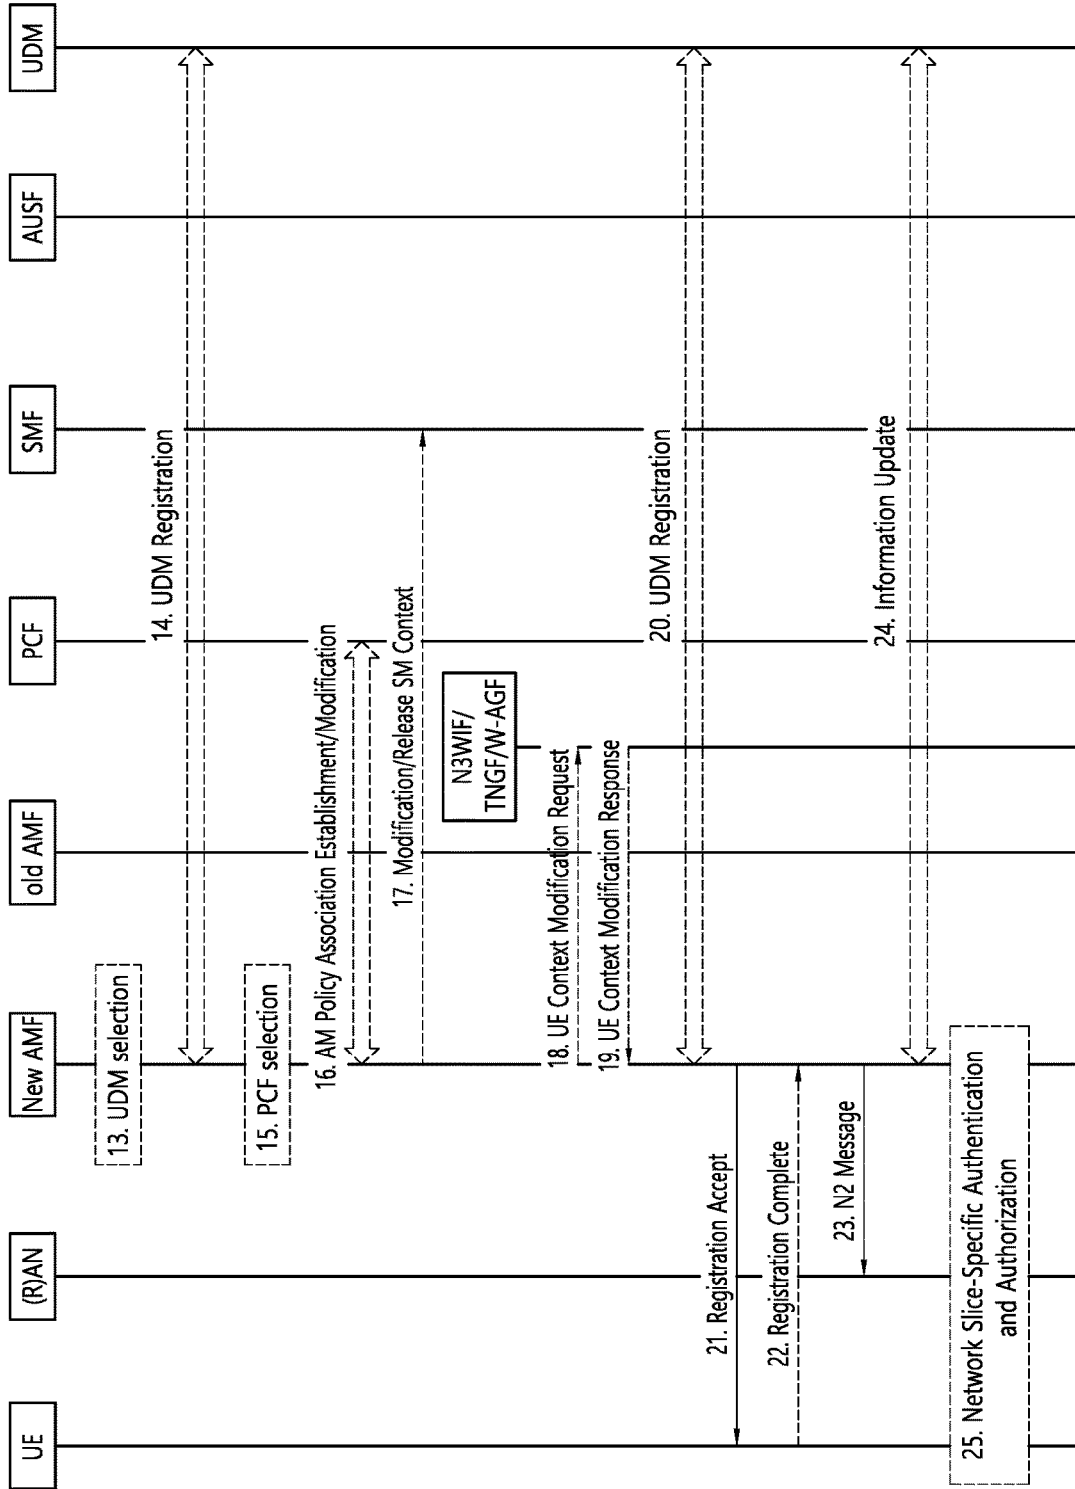 UE
(R)AN
New AMF
old AMF
PCF
SMF
AUSF
UDM
13. UDM selection
14. UDM Registration
15. PCF selection
16. AM Policy Association Establishment/Modification
17. Modification/Release SM Context
N3WIF/
TNGF/W-AGF
18. UE Context Modification Request
19. UE Context Modification Response
20. UDM Registration
21. Registration Accept
22. Registration Complete
23. N2 Message
24. Information Update
25. Network Slice-Specific Authentication
and Authorization